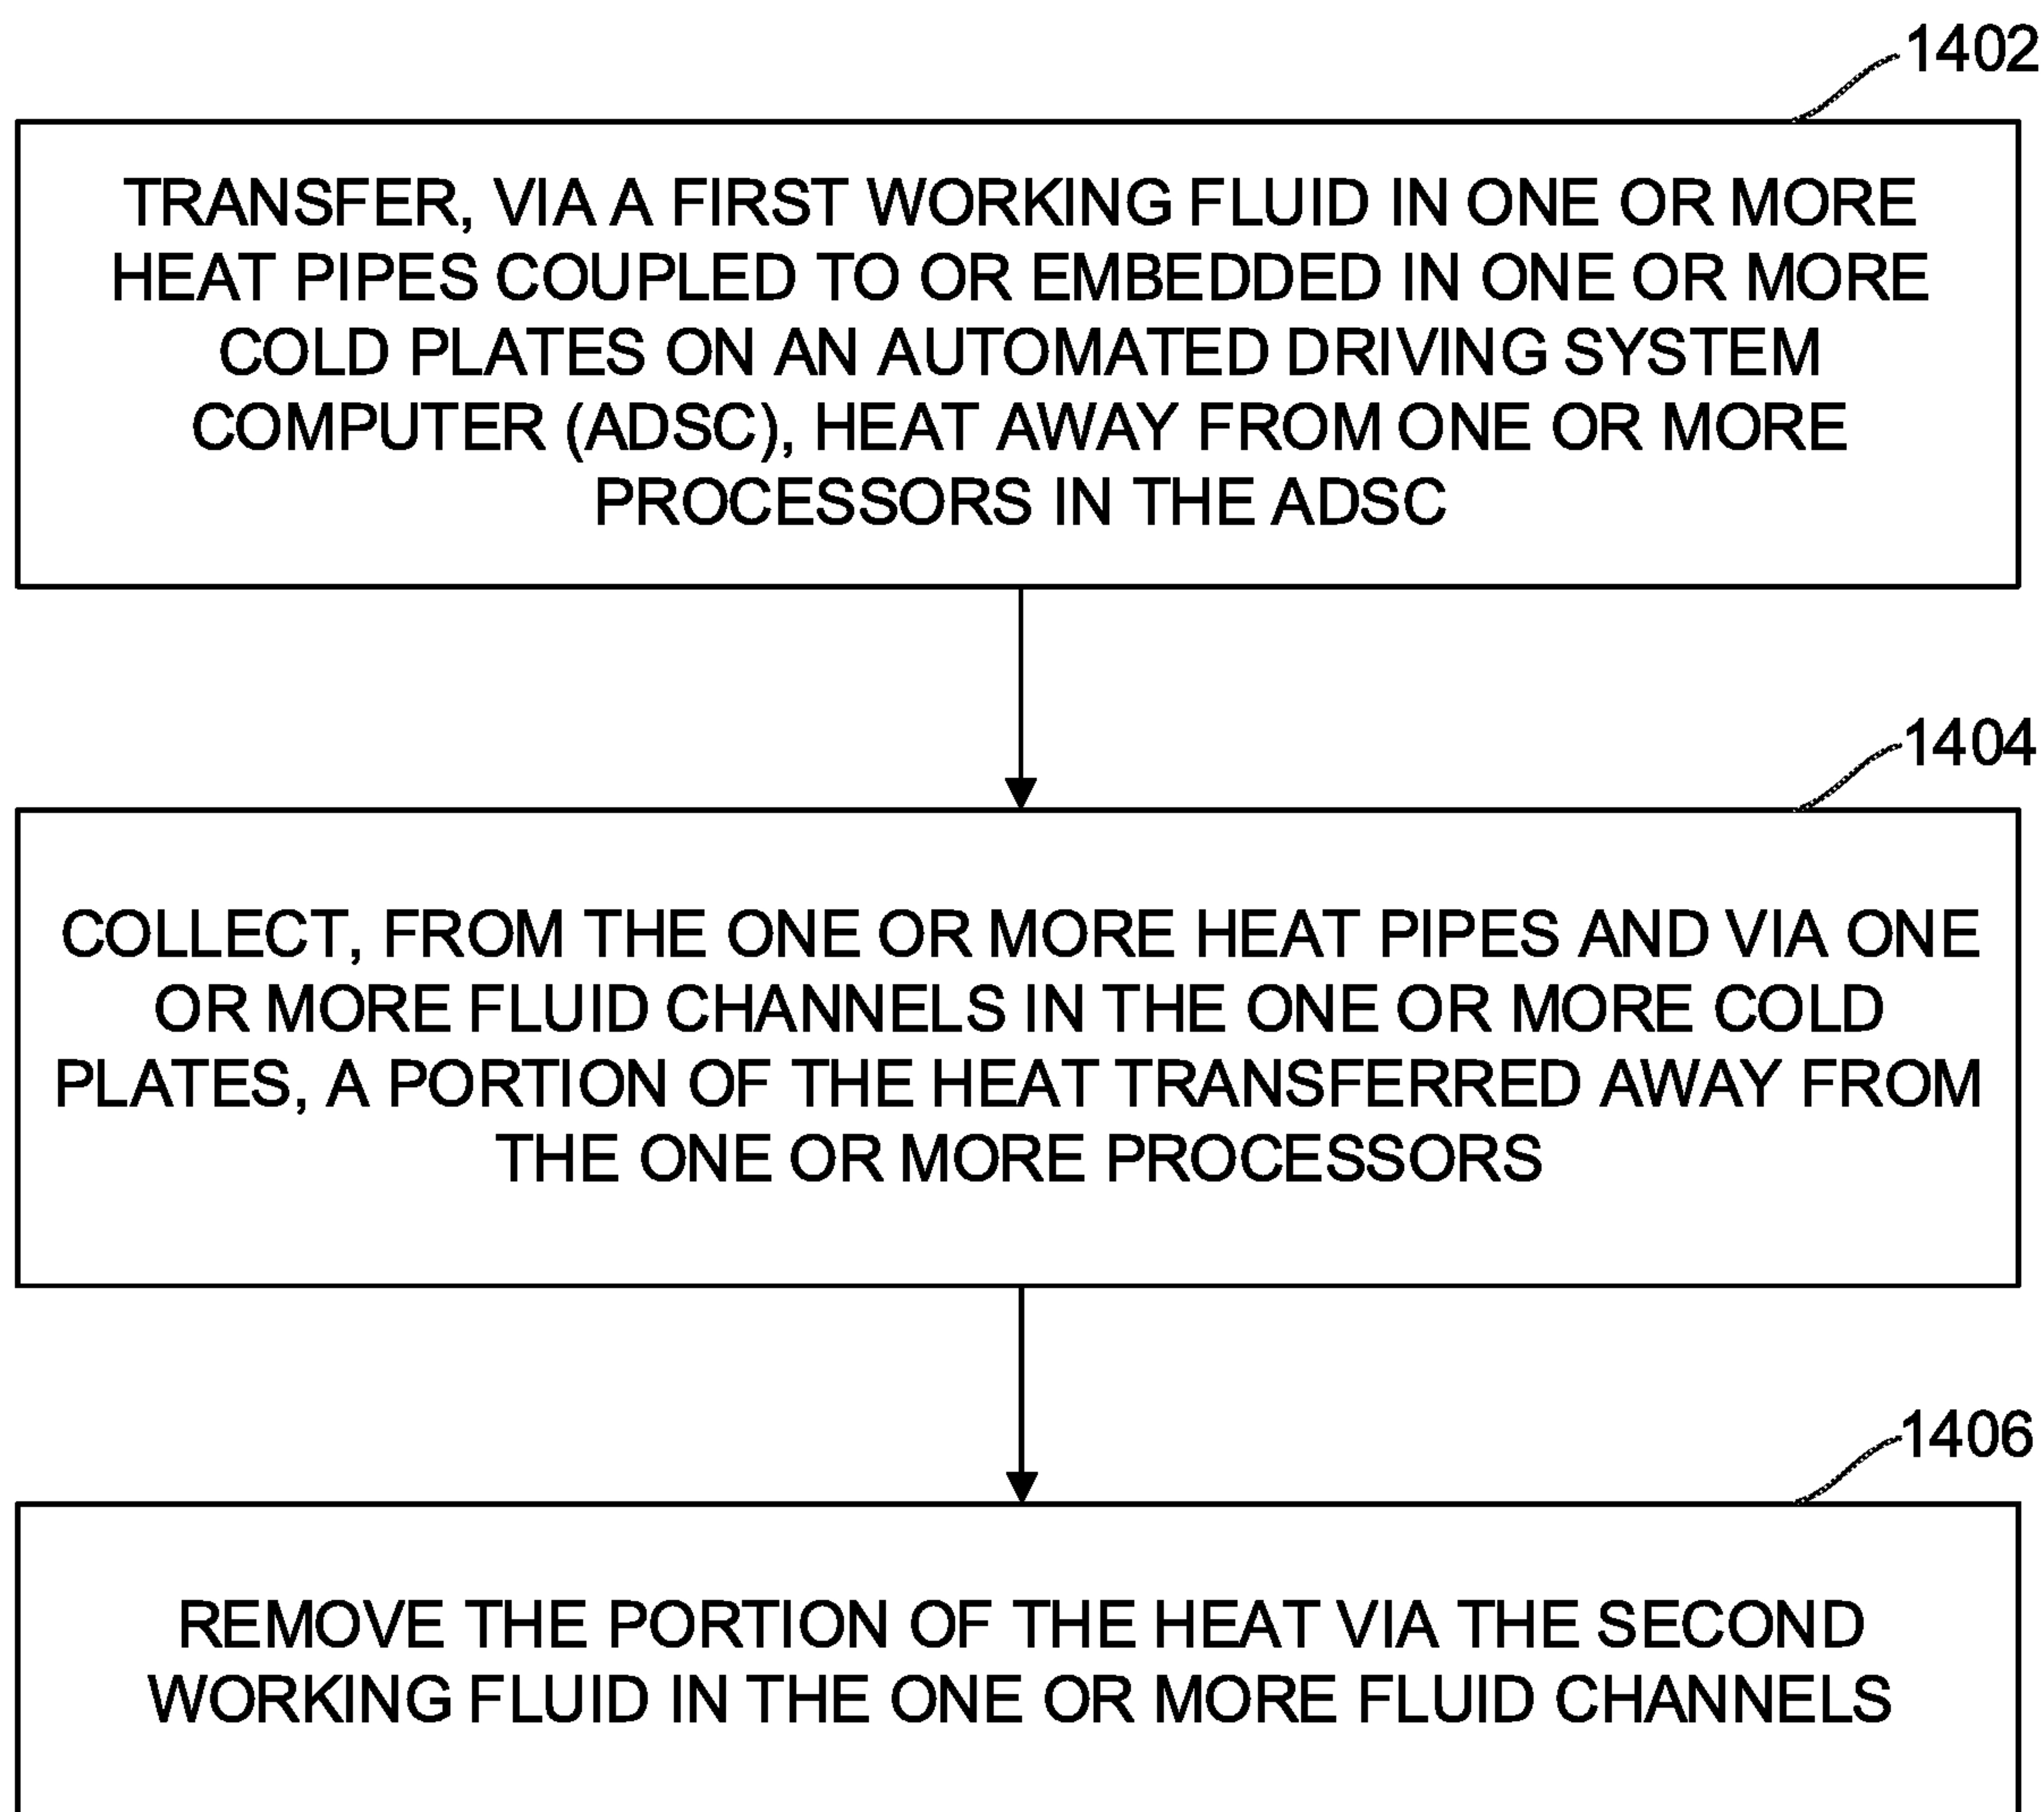 1402
TRANSFER, VIA A FIRST WORKING FLUID IN ONE OR MORE
HEAT PIPES COUPLED TO OR EMBEDDED IN ONE OR MORE
COLD PLATES ON AN AUTOMATED DRIVING SYSTEM
COMPUTER (ADSC), HEAT AWAY FROM ONE OR MORE
PROCESSORS IN THE ADSC
1404
COLLECT, FROM THE ONE OR MORE HEAT PIPES AND VIA ONE
OR MORE FLUID CHANNELS IN THE ONE OR MORE COLD
PLATES, A PORTION OF THE HEAT TRANSFERRED AWAY FROM
THE ONE OR MORE PROCESSORS
1406
REMOVE THE PORTION OF THE HEAT VIA THE SECOND
WORKING FLUID IN THE ONE OR MORE FLUID CHANNELS